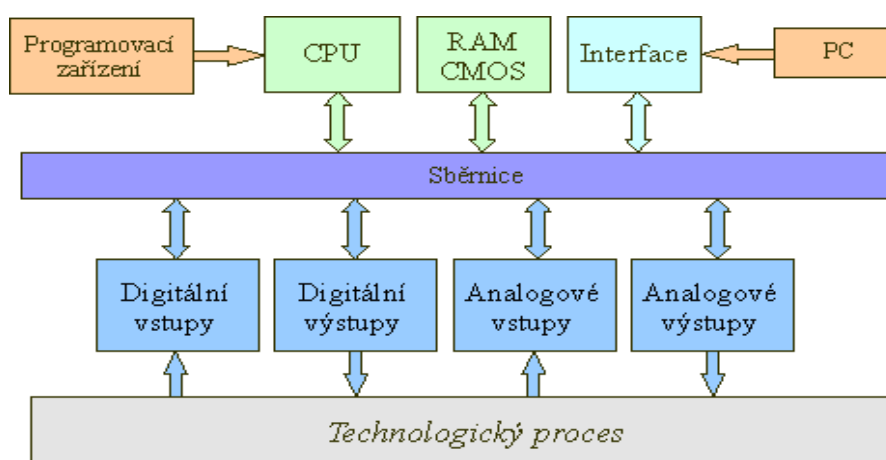 Programovací
zařízení
CPU
RAM
CMOS
Interface
PC
Sběrnice
Digitální
vstupy
Digitální
výstupy
Analogové
vstupy
Analogové
výstupy
Technologický proces